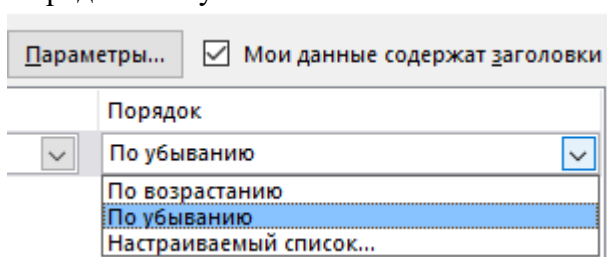 Параметры... Мои данные содержат заголовки
Порядок
По убыванию
По возрастанию
По убыванию
Настраиваемый список...